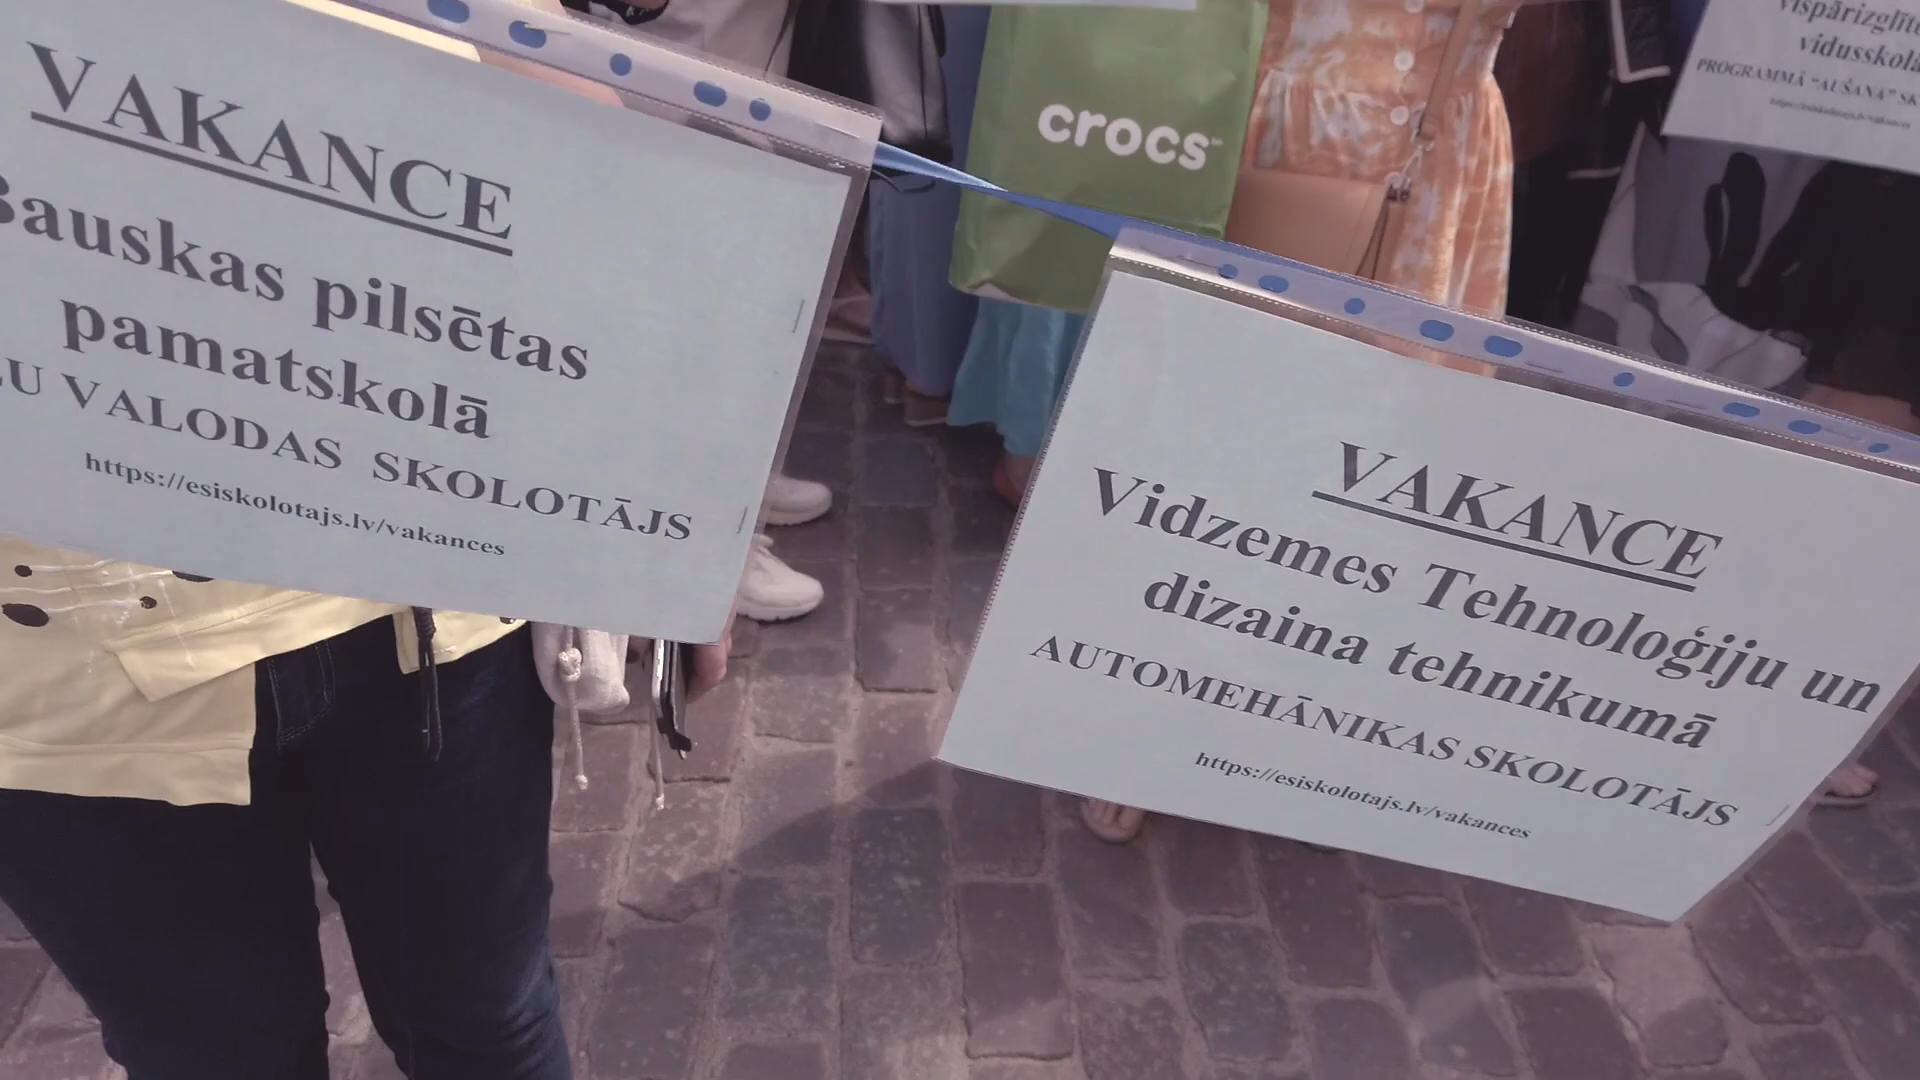 VAKANCE
Bauskas pilsētas
pamatskolā
VALODAS SKOLOTĀJS
https://esiskolotajs.lv/vakances
crocs
VAKANCE
Vidzemes Tehnoloģiju un
dizaina tehnikumā
AUTOMEHĀNIKAS SKOLOTĀJS
https://esiskolotajs.lv/vakances
PROGRAMMĀ